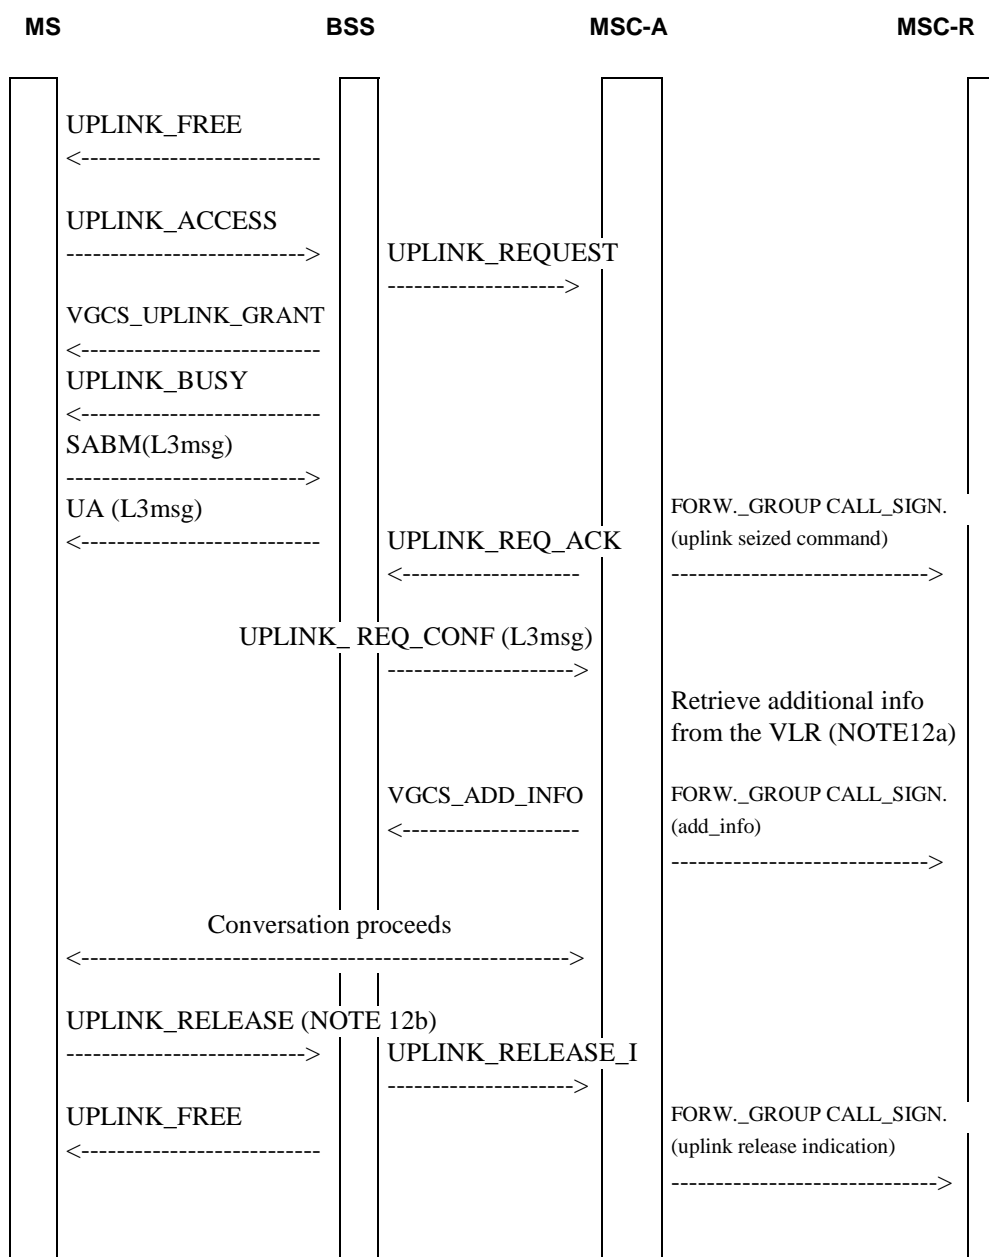 MS BSS MSC-A MSC-R
UPLINK_FREE
<---------------------------
UPLINK_ACCESS
--------------------------->
UPLINK_REQUEST
-------------------->
VGCS_UPLINK_GRANT
<---------------------------
UPLINK_BUSY
<---------------------------
SABM(L3msg)
--------------------------->
UA (L3msg)
<---------------------------
FORW._GROUP CALL_SIGN.
(uplink seized command)
----------------------------->
UPLINK_REQ_ACK
<--------------------
UPLINK_ REQ_CONF (L3msg)
--------------------->
Retrieve additional info
from the VLR (NOTE12a)
VGCS_ADD_INFO
<--------------------
FORW._GROUP CALL_SIGN.
(add_info)
----------------------------->
Conversation proceeds
<------------------------------------------------------->
UPLINK_RELEASE (NOTE 12b)
--------------------------->
UPLINK_RELEASE_I
--------------------->
UPLINK_FREE
<---------------------------
FORW._GROUP CALL_SIGN.
(uplink release indication)
------------------------------>